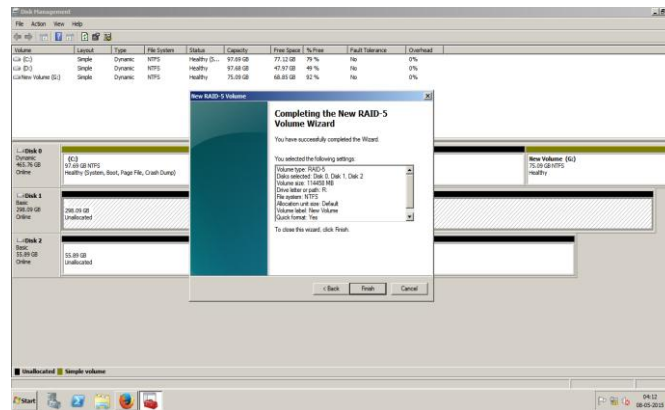 Disk Management
File Action View Help
Volume Layout Type File System Status Capacity Free Space % Free Fault Tolerance Overhead
(C:) Simple Dynamic NTFS Healthy (S... 97.69 GB 77.12 GB 79 % No 0%
(D:) Simple Dynamic NTFS Healthy 97.68 GB 47.97 GB 49 % No 0%
New Volume (G:) Simple Dynamic NTFS Healthy 75.09 GB 68.83 GB 92 % No 0%
New RAID-5 Volume
Completing the New RAID-5
Volume Wizard
You have successfully completed the Wizard.
You selected the following settings:
Volume type: RAID-5
Disks selected: Disk 0, Disk 1, Disk 2
Volume size: 114458 MB
Drive letter or path: R:
File system: NTFS
Allocation unit size: Default
Volume label: New Volume
Quick format: Yes
To close this wizard, click Finish.
< Back Finish Cancel
Disk 0
Dynamic
465.76 GB
Online
(C:)
97.69 GB NTFS
Healthy (System, Boot, Page File, Crash Dump)
New Volume (G:)
75.09 GB NTFS
Healthy
Disk 1
Basic
298.09 GB
Online
298.09 GB
Unallocated
Disk 2
Basic
55.89 GB
Online
55.89 GB
Unallocated
Unallocated Simple volume
Start
04:12
08-05-2015